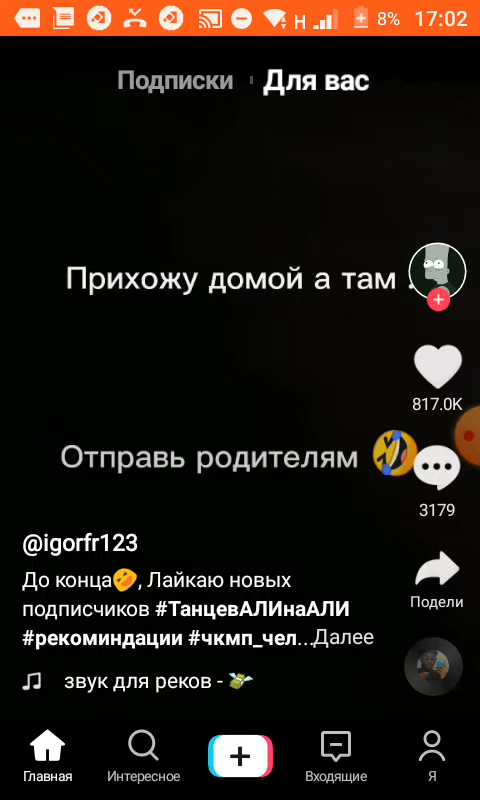 H 8% 17:02
Подписки Для вас
Прихожу домой а там .
817.0K
Отправь родителям 🤣
3179
@igorfr123
До конца🤣, Лайкаю новых
подписчиков #ТанцевАЛИнаАЛИ
#рекоминдации #чкмп_чел...Далее
Подели
звук для реков - 💸
Главная Интересное Входящие Я